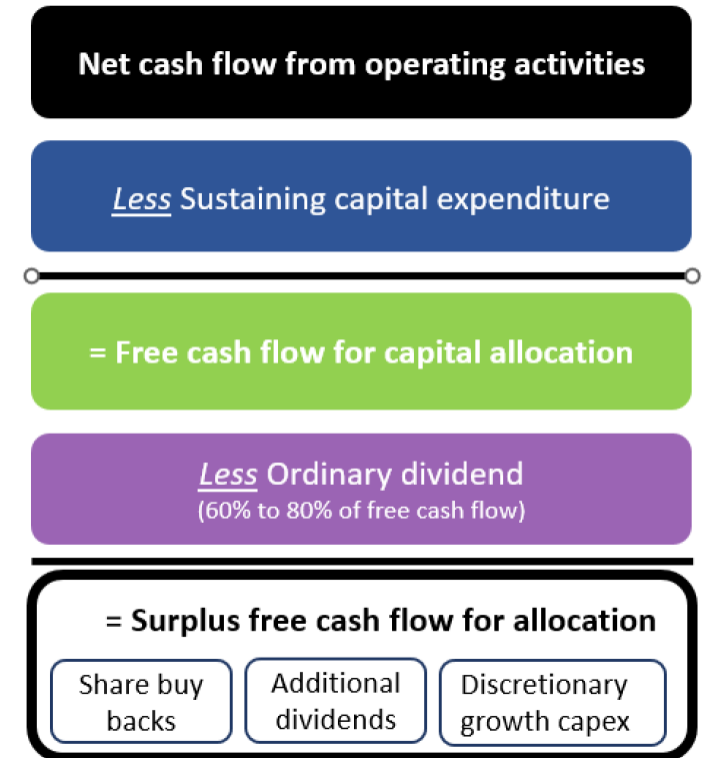 Net cash flow from operating activities
Less Sustaining capital expenditure
= Free cash flow for capital allocation
Less Ordinary dividend
(60% to 80% of free cash flow)
= Surplus free cash flow for allocation
Share buy
backs
Additional
dividends
Discretionary
growth capex